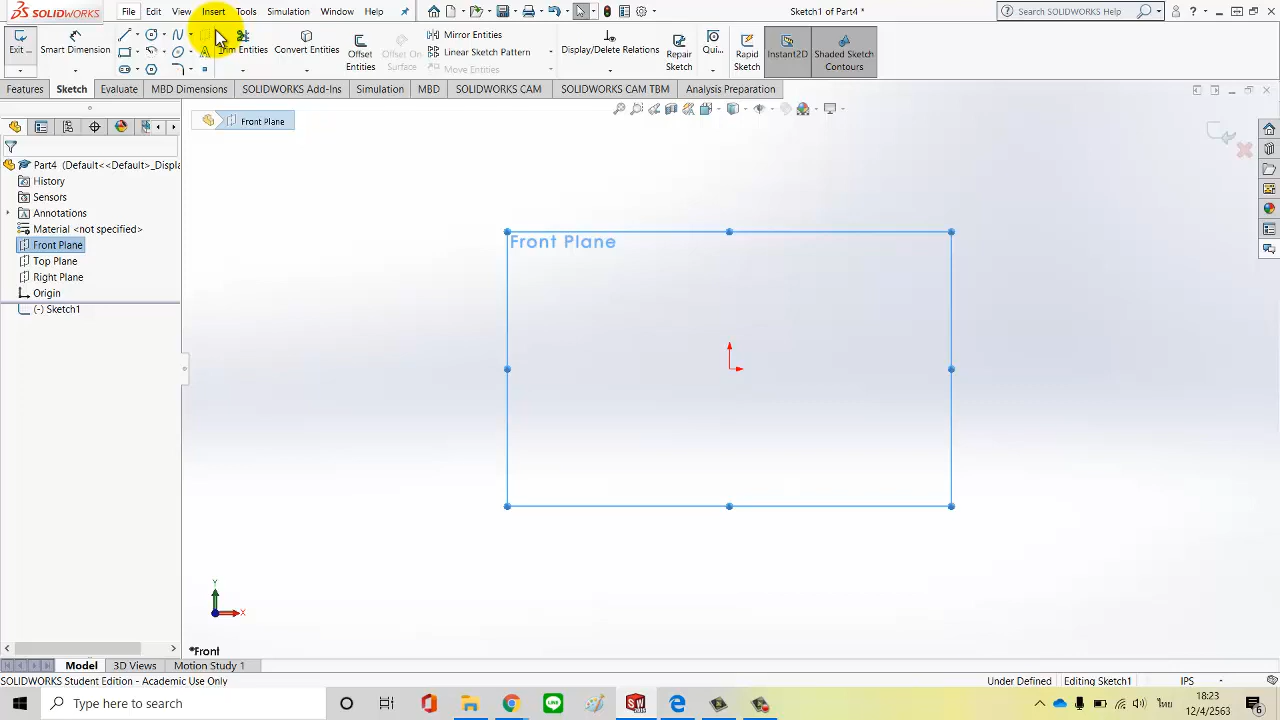 SOLIDWORKS
File Edit View Insert Tools Simulation Window Help
Sketch1 of Part4 *
Search SOLIDWORKS Help
Exit ...
Smart Dimension
Trim Entities
Convert Entities
Offset Entities
Offset On Surface
Mirror Entities
Linear Sketch Pattern
Move Entities
Display/Delete Relations
Repair Sketch
Qui...
Rapid Sketch
Instant2D
Shaded Sketch Contours
Features Sketch Evaluate MBD Dimensions SOLIDWORKS Add-Ins Simulation MBD SOLIDWORKS CAM SOLIDWORKS CAM TBM Analysis Preparation
Front Plane
Part4 (Default<<Default>_Displa
History
Sensors
Annotations
Material <not specified>
Front Plane
Top Plane
Right Plane
Origin
(-) Sketch1
Front Plane
Y
X
*Front
Model 3D Views Motion Study 1
SOLIDWORKS Student Edition - Academic Use Only
Under Defined
Editing Sketch1
IPS
Type here to search
ไทย
18:23
12/4/2563
6